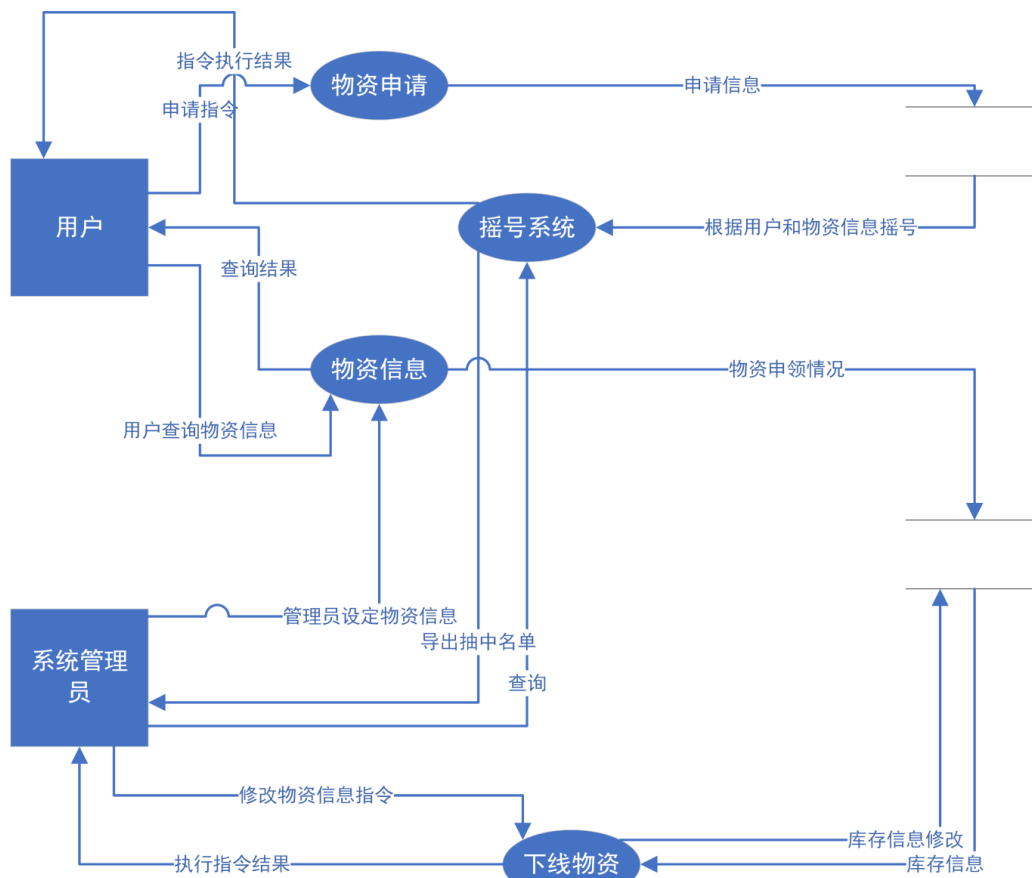 指令执行结果
物资申请
申请信息
申请指令
用户
摇号系统
根据用户和物资信息摇号
查询结果
物资信息
物资申领情况
用户查询物资信息
管理员设定物资信息
导出抽中名单
系统管理
员
查询
修改物资信息指令
库存信息修改
执行指令结果
下线物资
库存信息